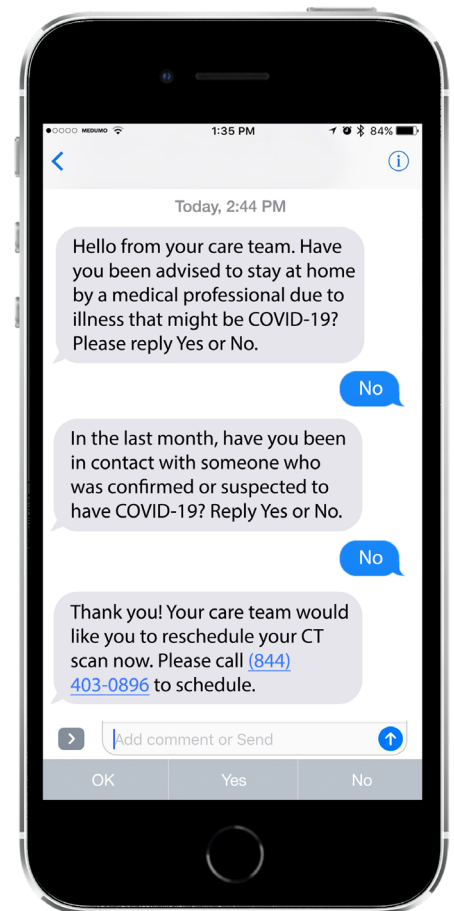 MEDUMO 1:35 PM 84%
Today, 2:44 PM
Hello from your care team. Have
you been advised to stay at home
by a medical professional due to
illness that might be COVID-19?
Please reply Yes or No.
No
In the last month, have you been
in contact with someone who
was confirmed or suspected to
have COVID-19? Reply Yes or No.
No
Thank you! Your care team would
like you to reschedule your CT
scan now. Please call (844)
403-0896 to schedule.
Add comment or Send
OK Yes No